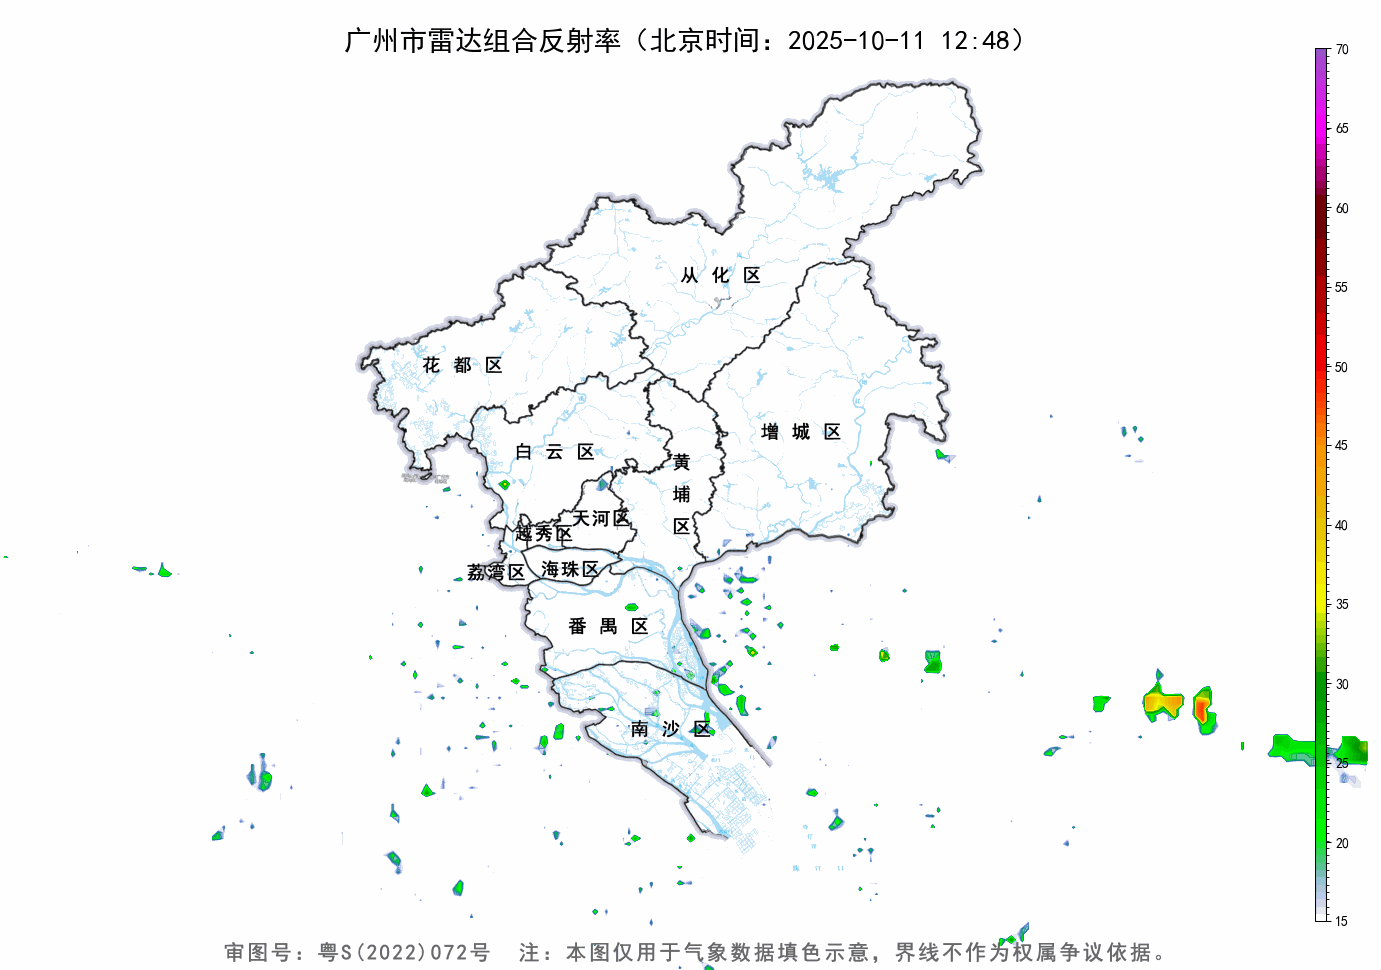 广州市雷达组合反射率（北京时间：2025-10-11 12:48）
70
65
60
55
50
45
40
35
30
25
20
15
从化区
花都区
增城区
白云区
黄埔区
天河区
越秀区
荔湾区
海珠区
番禺区
南沙区
审图号：粤S(2022)072号 注：本图仅用于气象数据填色示意，界线不作为权属争议依据。